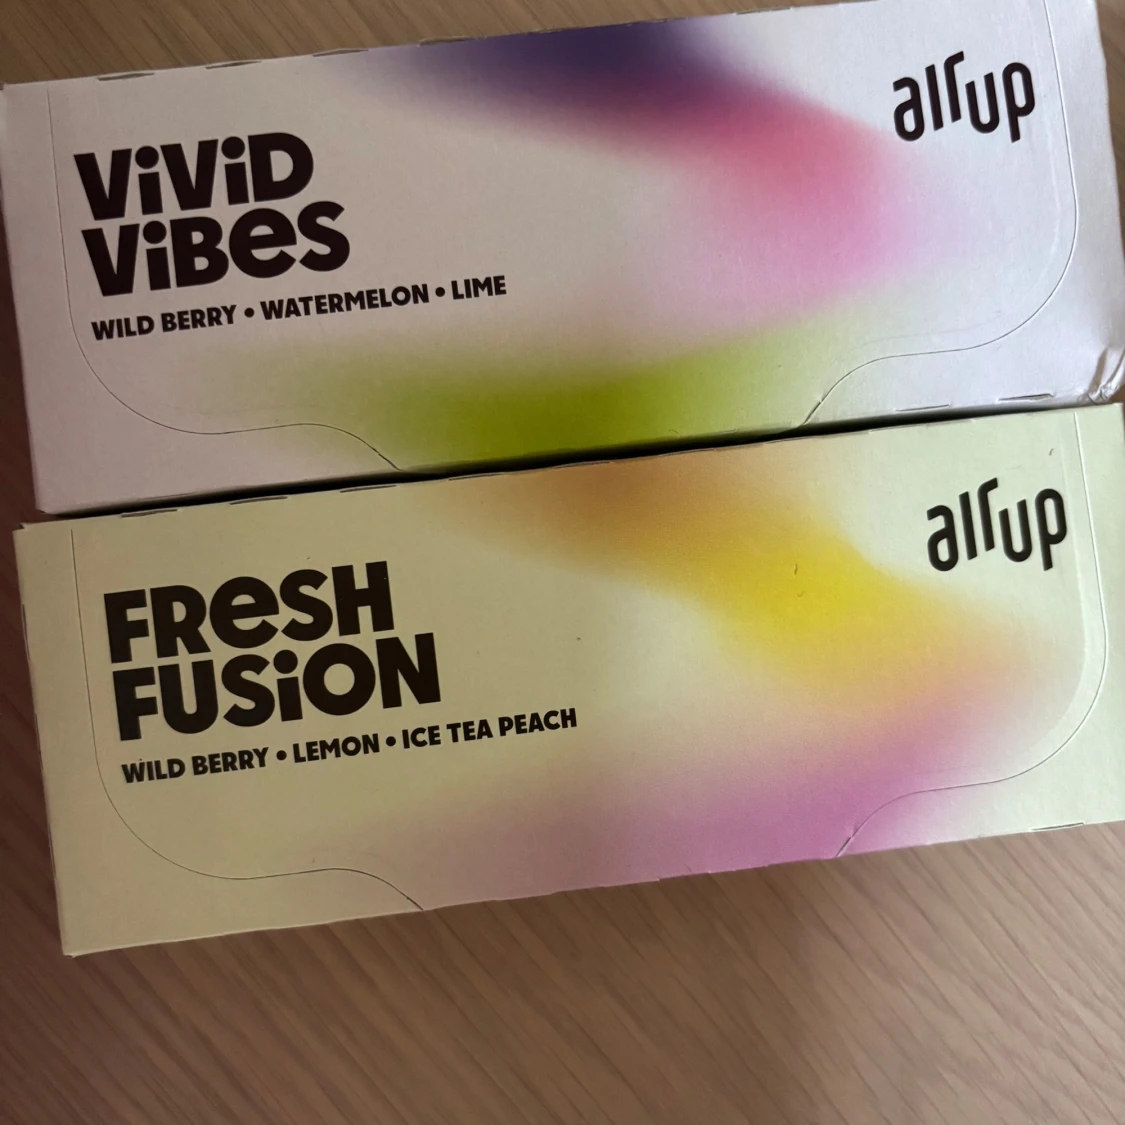 air up
ViViD
ViBeS
WILD BERRY • WATERMELON • LIME
air up
FReSH
FUSiON
WILD BERRY • LEMON • ICE TEA PEACH